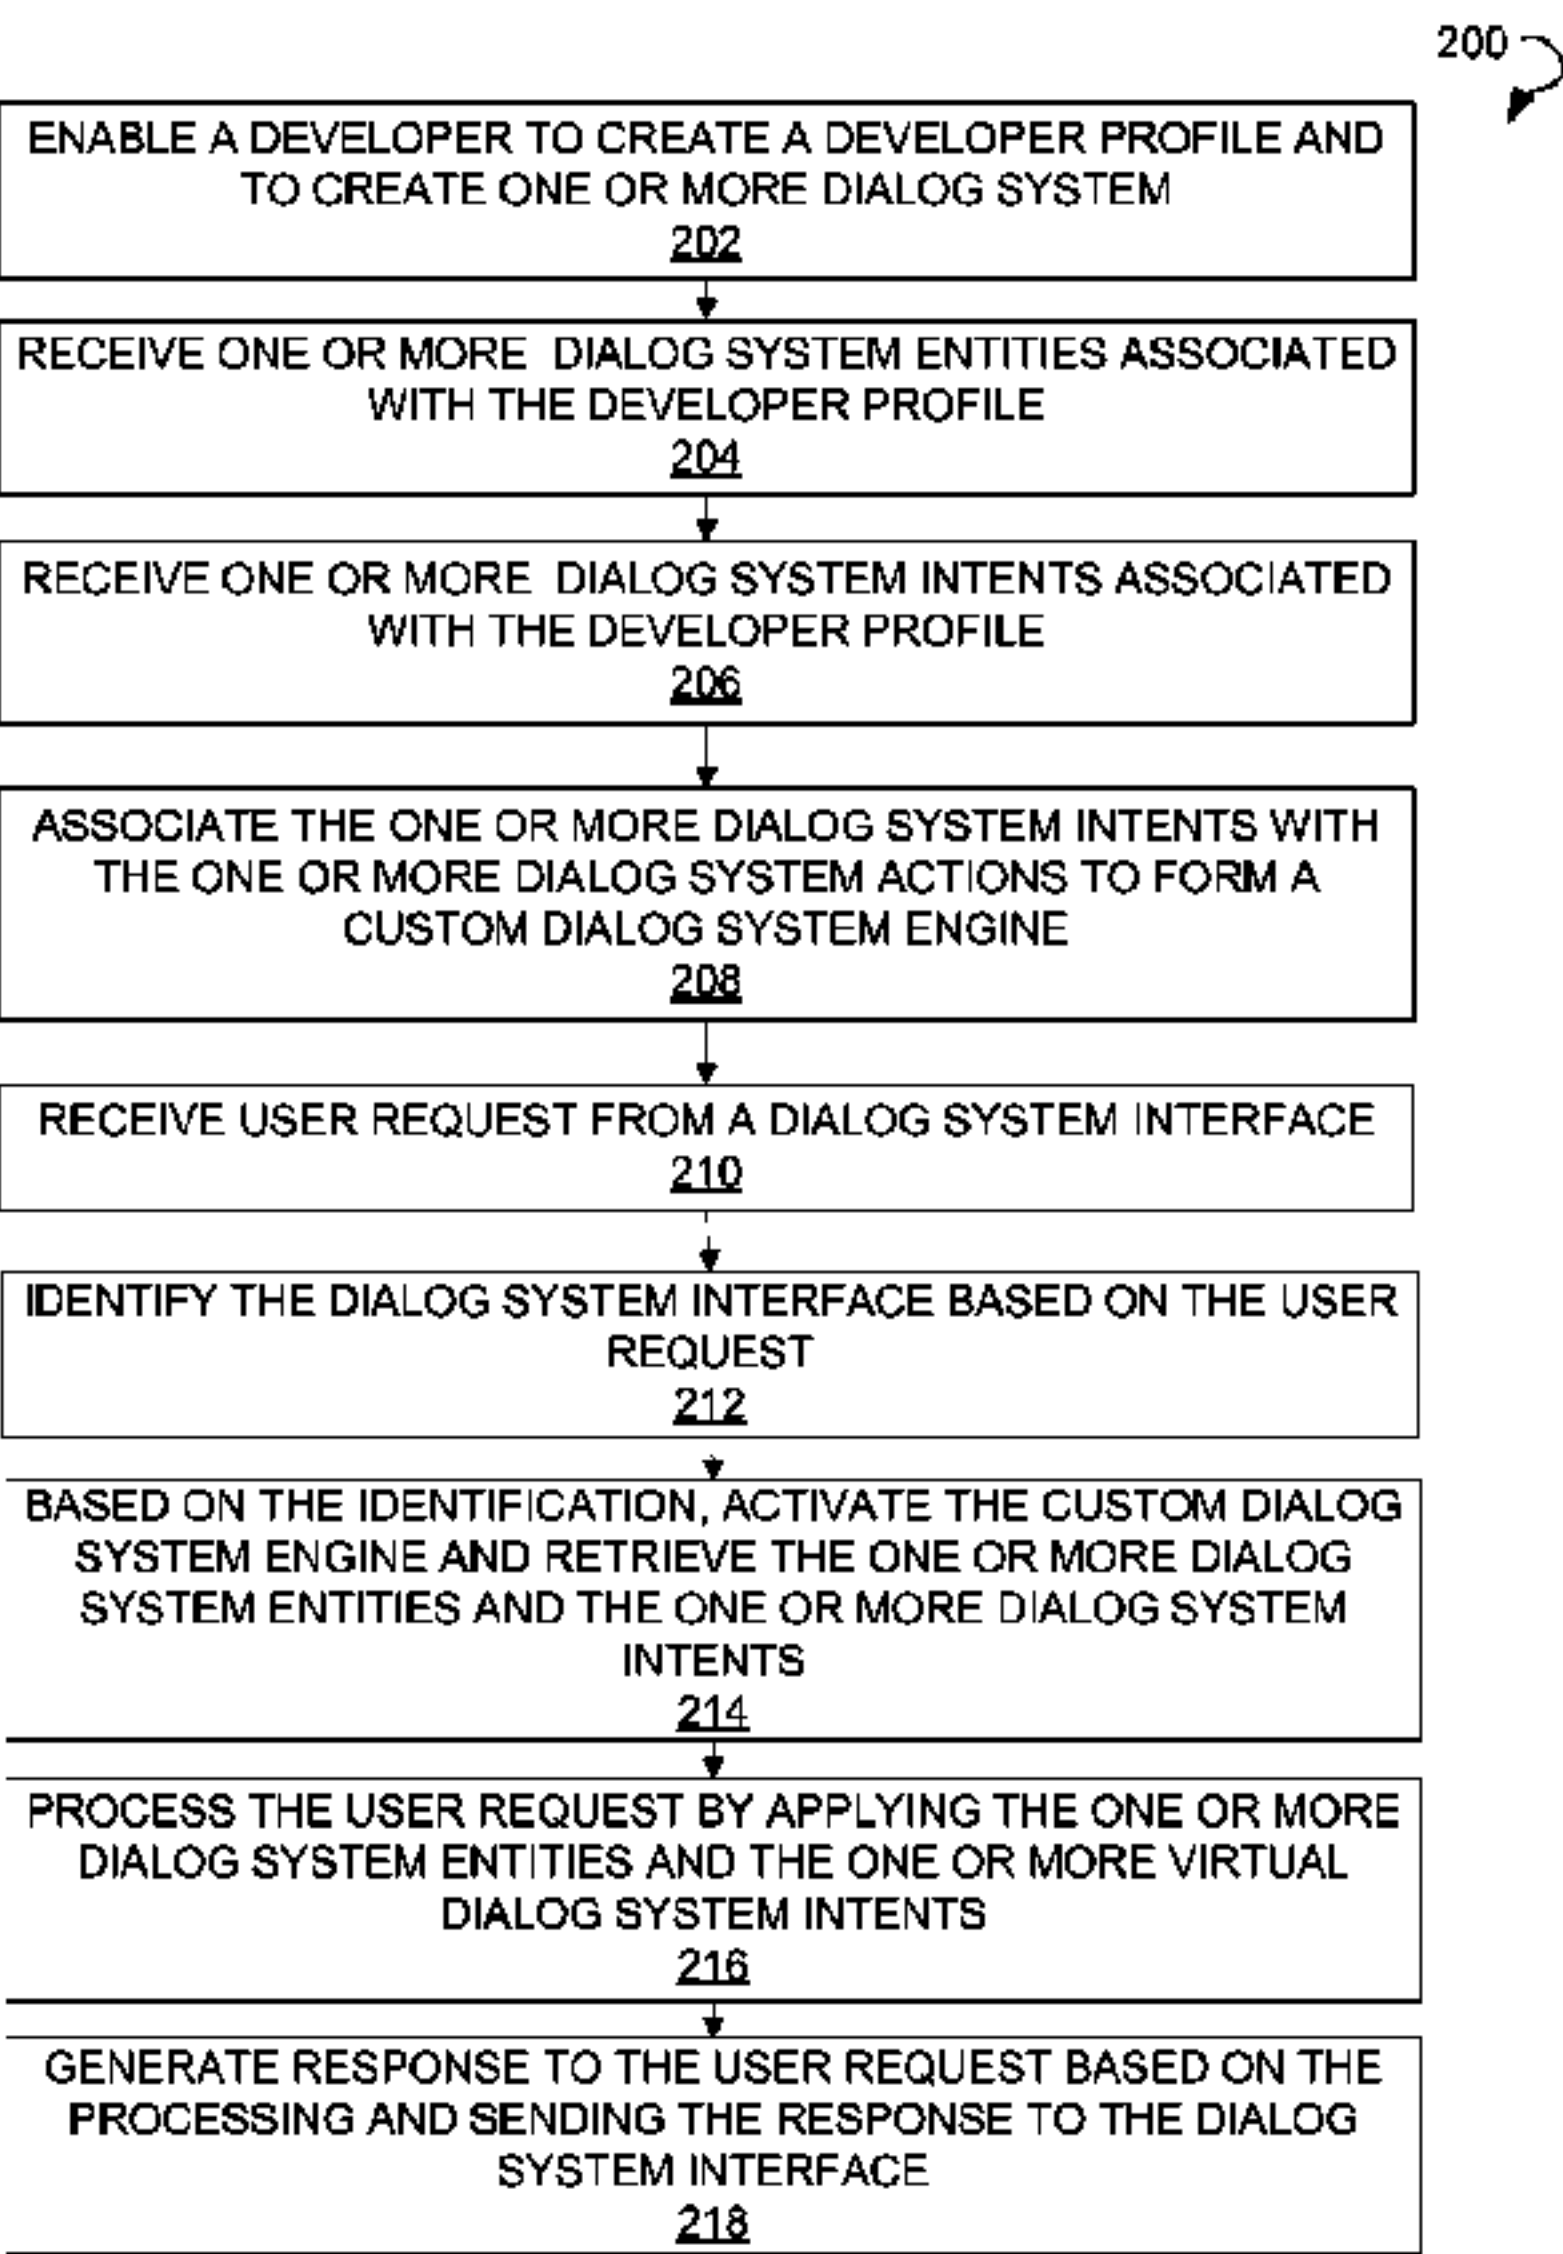 200
ENABLE A DEVELOPER TO CREATE A DEVELOPER PROFILE AND
TO CREATE ONE OR MORE DIALOG SYSTEM
202
RECEIVE ONE OR MORE DIALOG SYSTEM ENTITIES ASSOCIATED
WITH THE DEVELOPER PROFILE
204
RECEIVE ONE OR MORE DIALOG SYSTEM INTENTS ASSOCIATED
WITH THE DEVELOPER PROFILE
206
ASSOCIATE THE ONE OR MORE DIALOG SYSTEM INTENTS WITH
THE ONE OR MORE DIALOG SYSTEM ACTIONS TO FORM A
CUSTOM DIALOG SYSTEM ENGINE
208
RECEIVE USER REQUEST FROM A DIALOG SYSTEM INTERFACE
210
IDENTIFY THE DIALOG SYSTEM INTERFACE BASED ON THE USER
REQUEST
212
BASED ON THE IDENTIFICATION, ACTIVATE THE CUSTOM DIALOG
SYSTEM ENGINE AND RETRIEVE THE ONE OR MORE DIALOG
SYSTEM ENTITIES AND THE ONE OR MORE DIALOG SYSTEM
INTENTS
214
PROCESS THE USER REQUEST BY APPLYING THE ONE OR MORE
DIALOG SYSTEM ENTITIES AND THE ONE OR MORE VIRTUAL
DIALOG SYSTEM INTENTS
216
GENERATE RESPONSE TO THE USER REQUEST BASED ON THE
PROCESSING AND SENDING THE RESPONSE TO THE DIALOG
SYSTEM INTERFACE
218